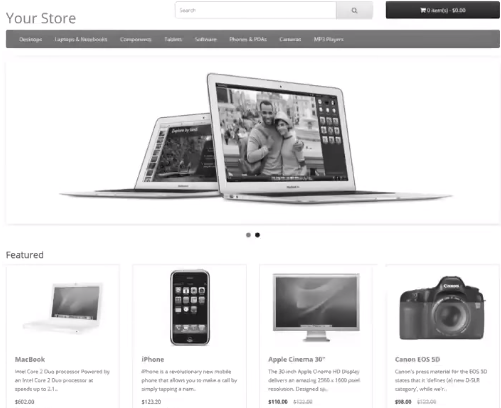 Your Store
Search
0 item(s) - $0.00
Desktops Laptops & Notebooks Components Tablets Software Phones & PDAs Cameras MP3 Players
Featured
MacBook
Intel Core 2 Duo processor Powered by
an Intel Core 2 Duo processor at
speeds up to 2.1..
$602.00
iPhone
iPhone is a revolutionary new mobile
phone that allows you to make a call by
simply tapping a nam..
$123.20
Apple Cinema 30"
The 30-inch Apple Cinema HD Display
delivers an amazing 2560 x 1600 pixel
resolution. Designed sp..
$110.00 $122.00
Canon
Canon EOS 5D
Canon's press material for the EOS 5D
states that it 'defines (a) new D-SLR
category', while we'r..
$98.00 $122.00